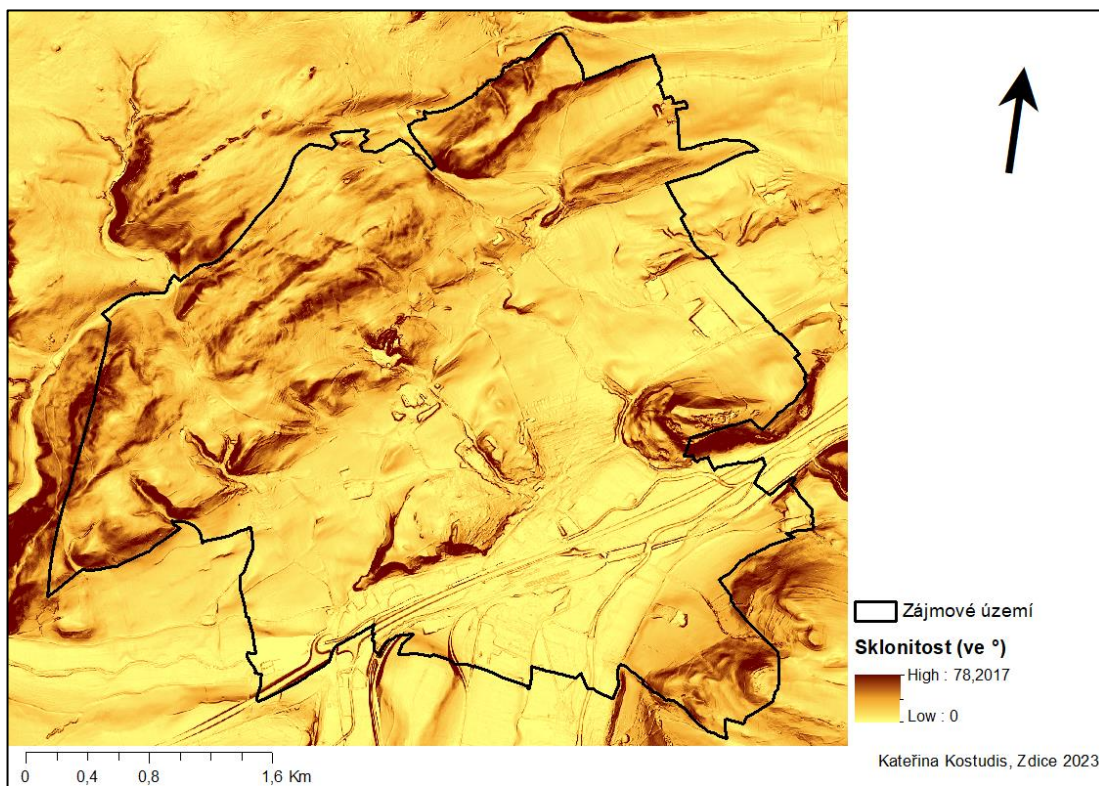 Zájmové území
Sklonitost (ve °)
High : 78,2017
Low : 0
Kateřina Kostudis, Zdice 2023
0 0,4 0,8 1,6 Km